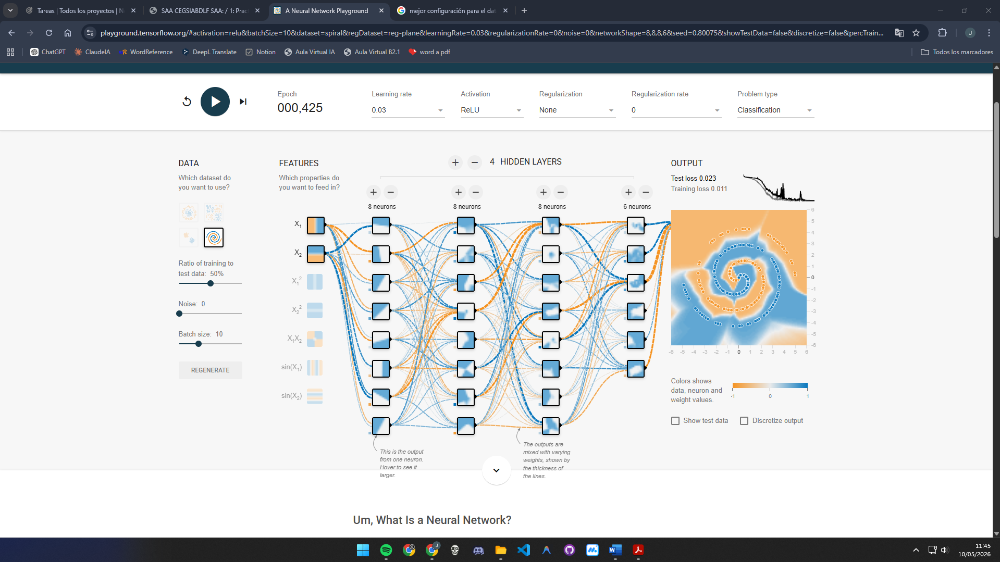 Tareas | Todos los proyectos | N
SAA CEGSIABDLF SAA: / 1: Prac
A Neural Network Playground
mejor configuración para el dat
playground.tensorflow.org/#activation=relu&batchSize=10&dataset=spiral&regDataset=reg-plane&learningRate=0.03&regularizationRate=0&noise=0&networkShape=8,8,8,6&seed=0.80075&showTestData=false&discretize=false&percTrain...
J
ChatGPT
ClaudeIA
WordReference
DeepL Translate
Notion
Aula Virtual IA
Aula Virtual B2.1
word a pdf
Todos los marcadores
Epoch
000,425
Learning rate
0.03
Activation
ReLU
Regularization
None
Regularization rate
0
Problem type
Classification
DATA
Which dataset do
you want to use?
Ratio of training to
test data: 50%
Noise: 0
Batch size: 10
REGENERATE
FEATURES
Which properties do
you want to feed in?
X1
X2
X1²
X2²
X1X2
sin(X1)
sin(X2)
+ − 4 HIDDEN LAYERS
+ −
8 neurons
+ −
8 neurons
+ −
8 neurons
+ −
6 neurons
This is the output
from one neuron.
Hover to see it
larger.
The outputs are
mixed with varying
weights, shown by
the thickness of
the lines.
OUTPUT
Test loss 0.023
Training loss 0.011
6
5
4
3
2
1
0
-1
-2
-3
-4
-5
-6
-6 -5 -4 -3 -2 -1 0 1 2 3 4 5 6
Colors shows
data, neuron and
weight values.
-1 0 1
Show test data
Discretize output
Um, What Is a Neural Network?
J
11:45
10/05/2026